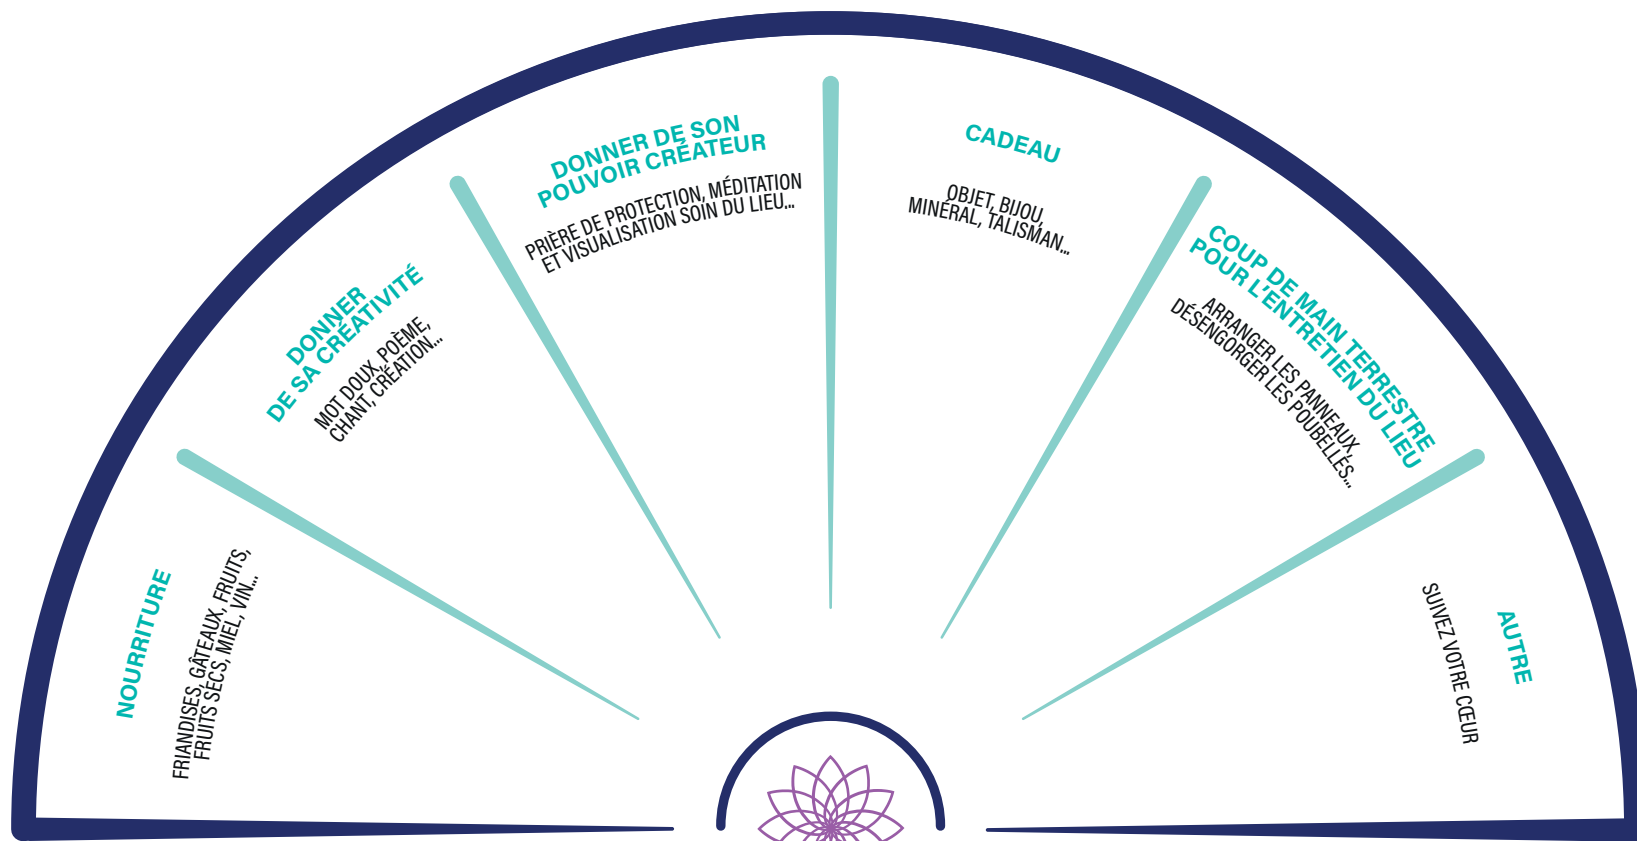 NOURRITURE
FRIANDISES, GÂTEAUX, FRUITS,
FRUITS SECS, MIEL, VIN...
DONNER
DE SA CRÉATIVITÉ
MOT DOUX, POÈME,
CHANT, CRÉATION...
DONNER DE SON
POUVOIR CRÉATEUR
PRIÈRE DE PROTECTION, MÉDITATION
ET VISUALISATION SOIN DU LIEU...
CADEAU
OBJET, BIJOU,
MINÉRAL, TALISMAN...
COUP DE MAIN TERRESTRE
POUR L'ENTRETIEN DU LIEU
ARRANGER LES PANNEAUX,
DÉSENGORGER LES POUBELLES...
AUTRE
SUIVEZ VOTRE CŒUR